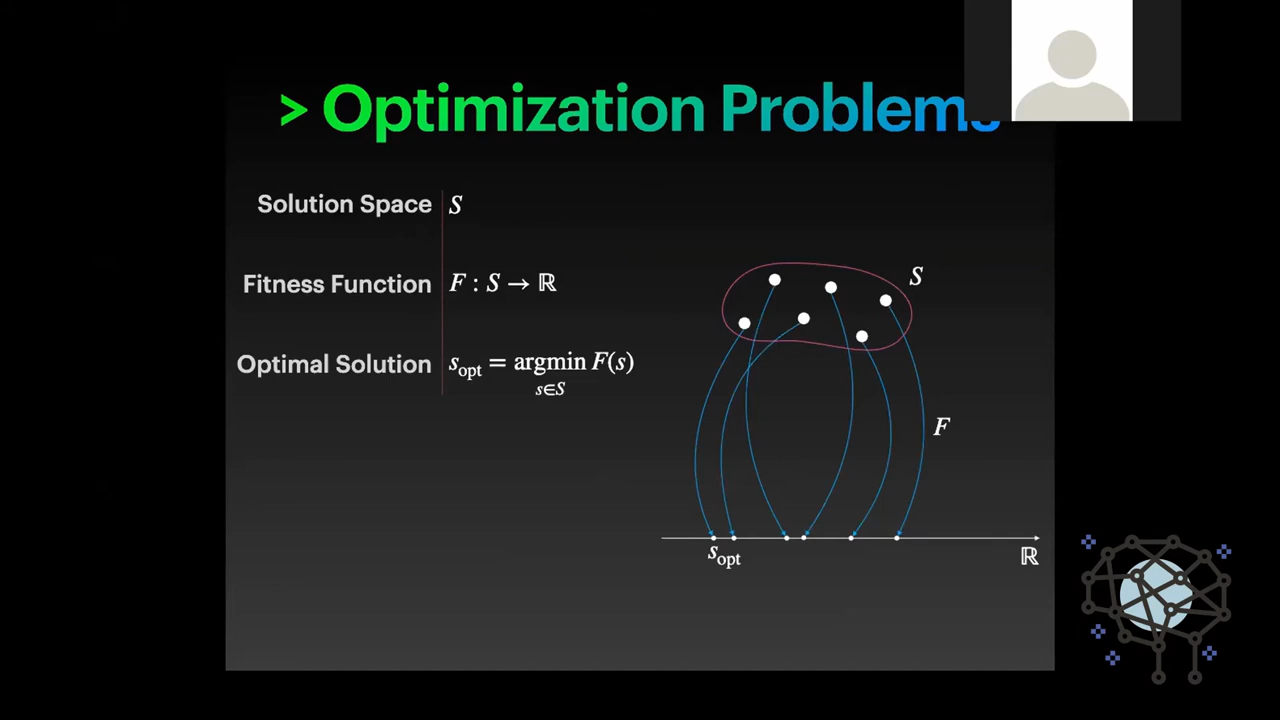 > Optimization Problems
Solution Space S
Fitness Function F : S → ℝ
Optimal Solution s_opt = argmin F(s)
s∈S
S
F
s_opt
ℝ